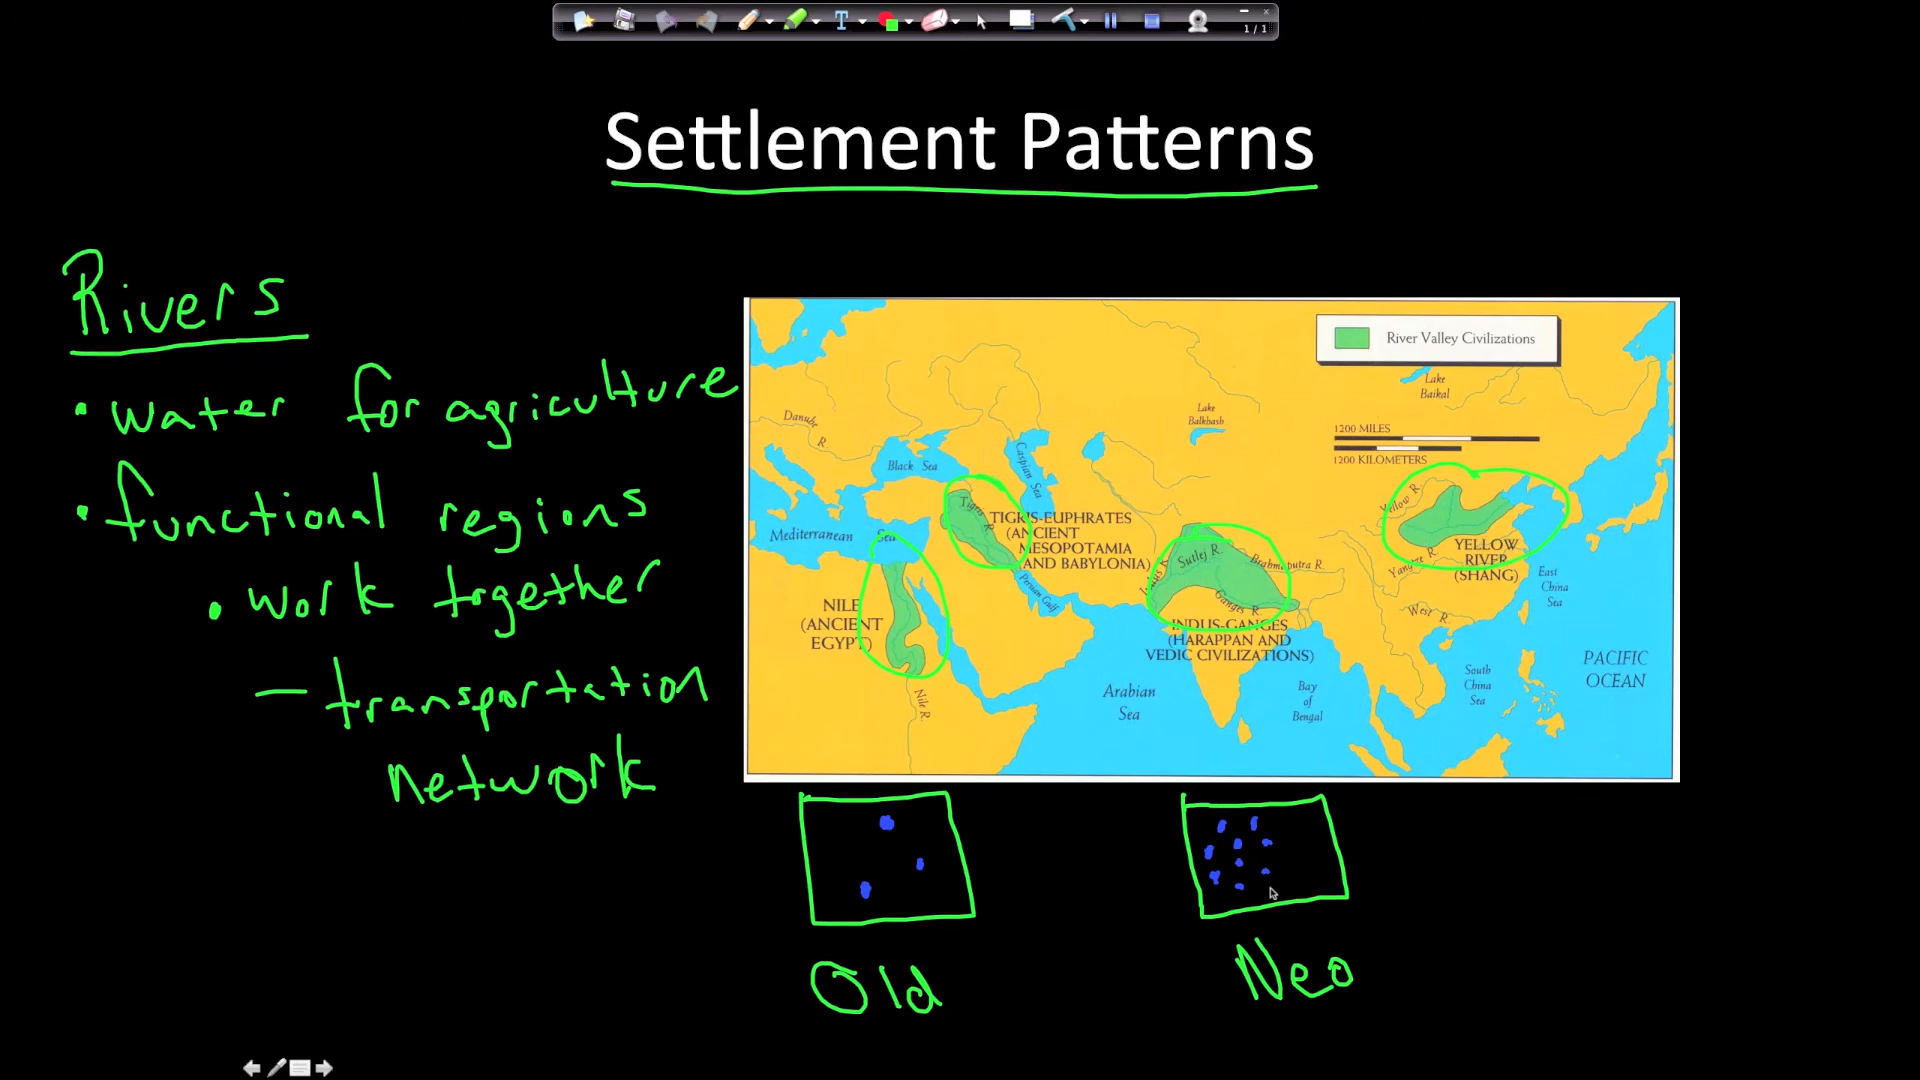 1 / 1
Settlement Patterns
Rivers
• water for agriculture
• functional regions
• work together
— transportation
network
River Valley Civilizations
Lake
Baikal
Lake
Balkhash
1200 MILES
1200 KILOMETERS
Danube
R.
Black Sea
Caspian Sea
Mediterranean Sea
Tigris R.
TIGRIS-EUPHRATES
(ANCIENT
MESOPOTAMIA
AND BABYLONIA)
Persian Gulf
NILE
(ANCIENT
EGYPT)
Nile R.
Indus R.
Sutlej R.
Brahmaputra R.
Ganges R.
INDUS-GANGES
(HARAPPAN AND
VEDIC CIVILIZATIONS)
Yellow R.
YELLOW
RIVER
(SHANG)
Yangtze R.
West R.
East
China
Sea
South
China
Sea
PACIFIC
OCEAN
Arabian
Sea
Bay
of
Bengal
Old
Neo